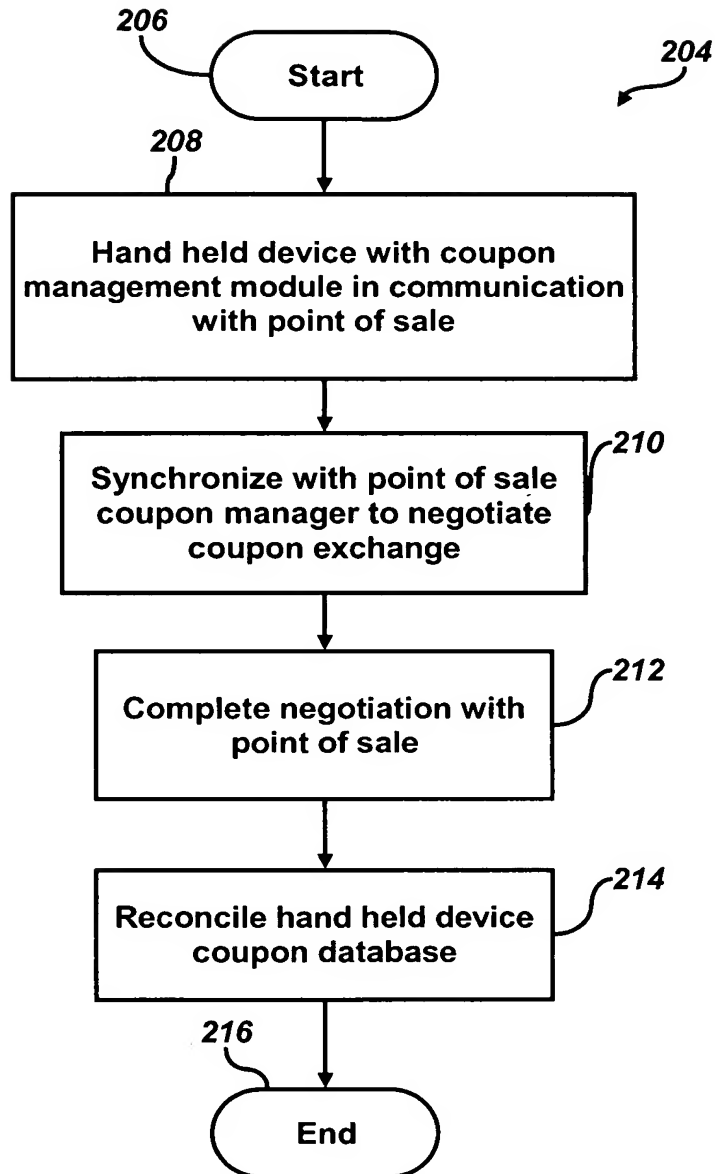 206
Start
204
208
Hand held device with coupon
management module in communication
with point of sale
210
Synchronize with point of sale
coupon manager to negotiate
coupon exchange
212
Complete negotiation with
point of sale
214
Reconcile hand held device
coupon database
216
End